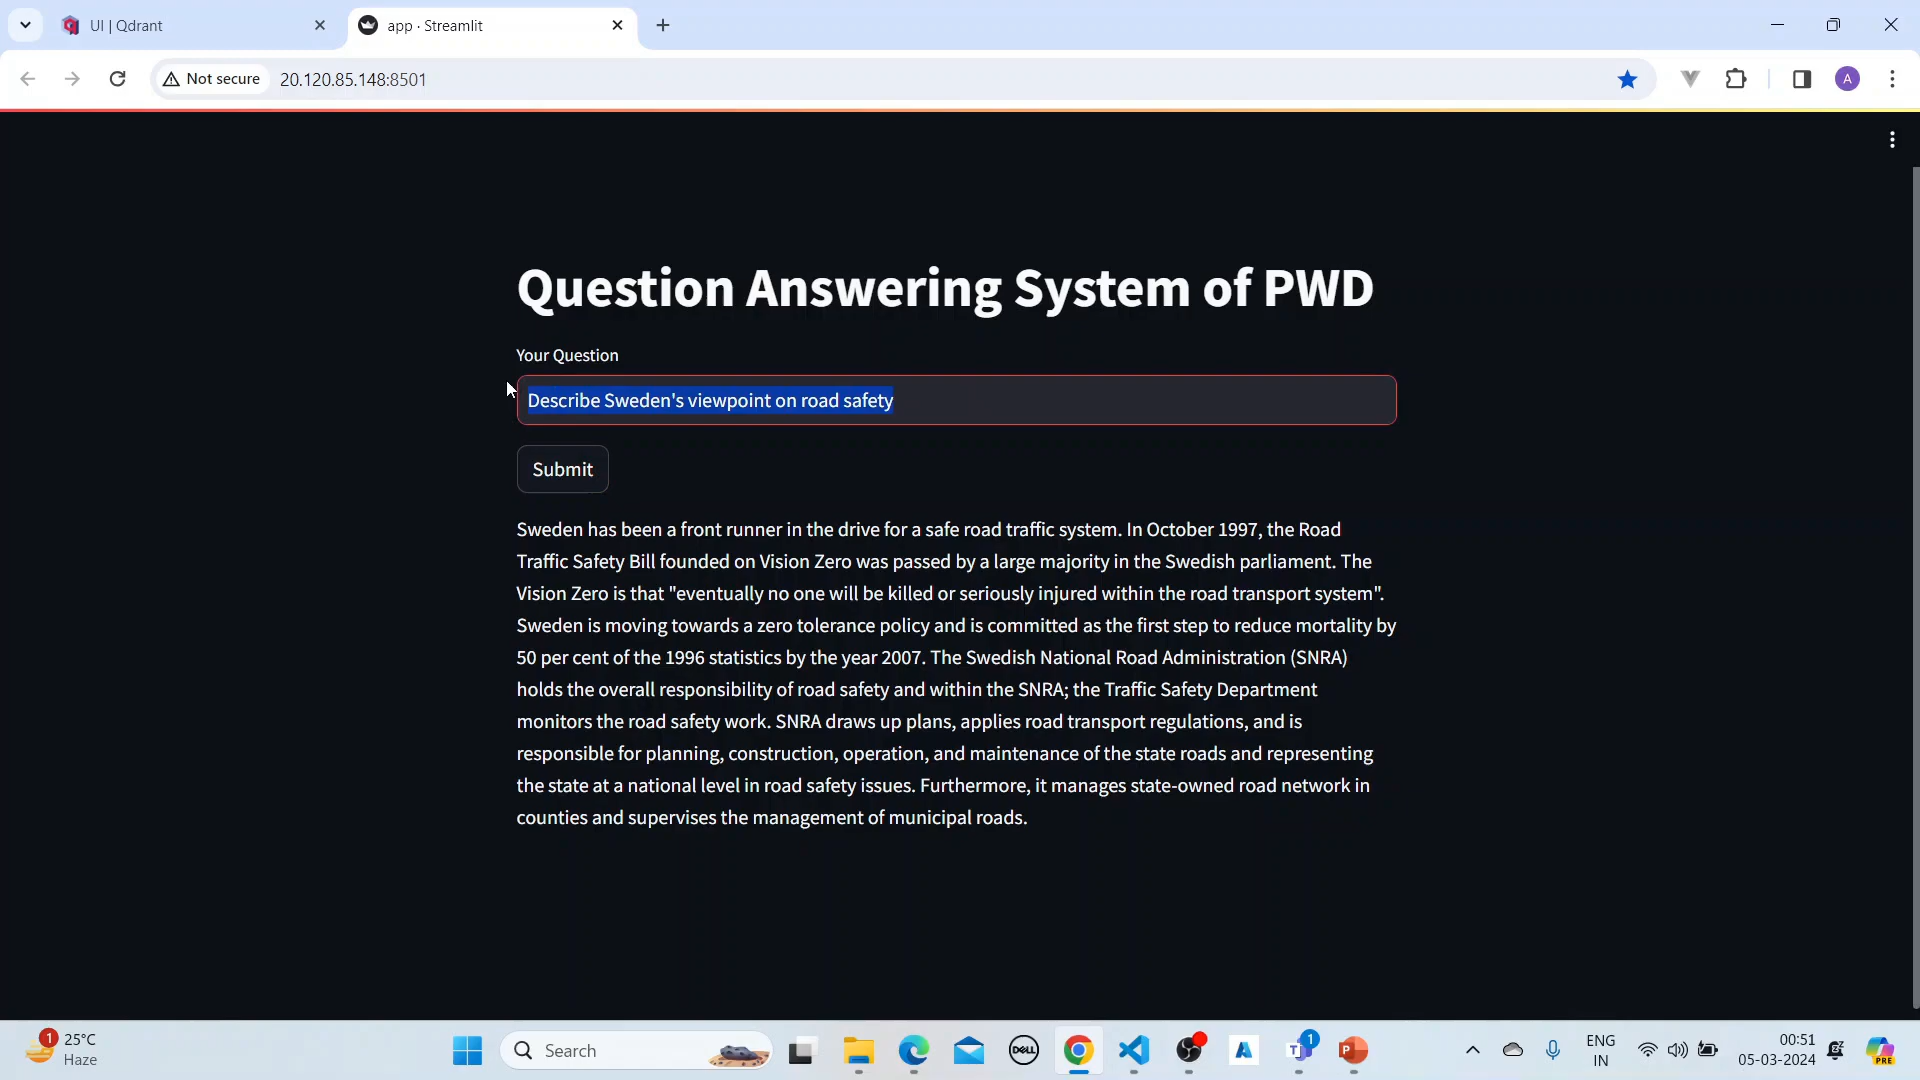 UI | Qdrant
app · Streamlit
Not secure
20.120.85.148:8501
A
Question Answering System of PWD
Your Question
Describe Sweden's viewpoint on road safety
Submit
Sweden has been a front runner in the drive for a safe road traffic system. In October 1997, the Road
Traffic Safety Bill founded on Vision Zero was passed by a large majority in the Swedish parliament. The
Vision Zero is that "eventually no one will be killed or seriously injured within the road transport system".
Sweden is moving towards a zero tolerance policy and is committed as the first step to reduce mortality by
50 per cent of the 1996 statistics by the year 2007. The Swedish National Road Administration (SNRA)
holds the overall responsibility of road safety and within the SNRA; the Traffic Safety Department
monitors the road safety work. SNRA draws up plans, applies road transport regulations, and is
responsible for planning, construction, operation, and maintenance of the state roads and representing
the state at a national level in road safety issues. Furthermore, it manages state-owned road network in
counties and supervises the management of municipal roads.
1
25°C
Haze
Search
DELL
1
ENG
IN
00:51
05-03-2024
PRE